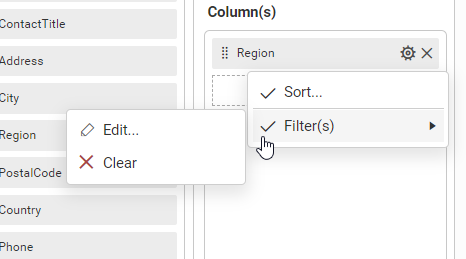 ContactTitle
Address
City
Region
PostalCode
Country
Phone
Column(s)
Region
Sort...
Filter(s)
Edit...
Clear